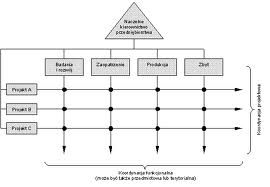 Naczelne
kierownictwo
przedsiębiorstwa
Badania
i rozwój
Zaopatrzenie
Produkcja
Zbyt
Projekt A
Projekt B
Projekt C
Koordynacja projektowa
Koordynacja funkcjonalna
(może być także przedmiotowa lub terytorialna)